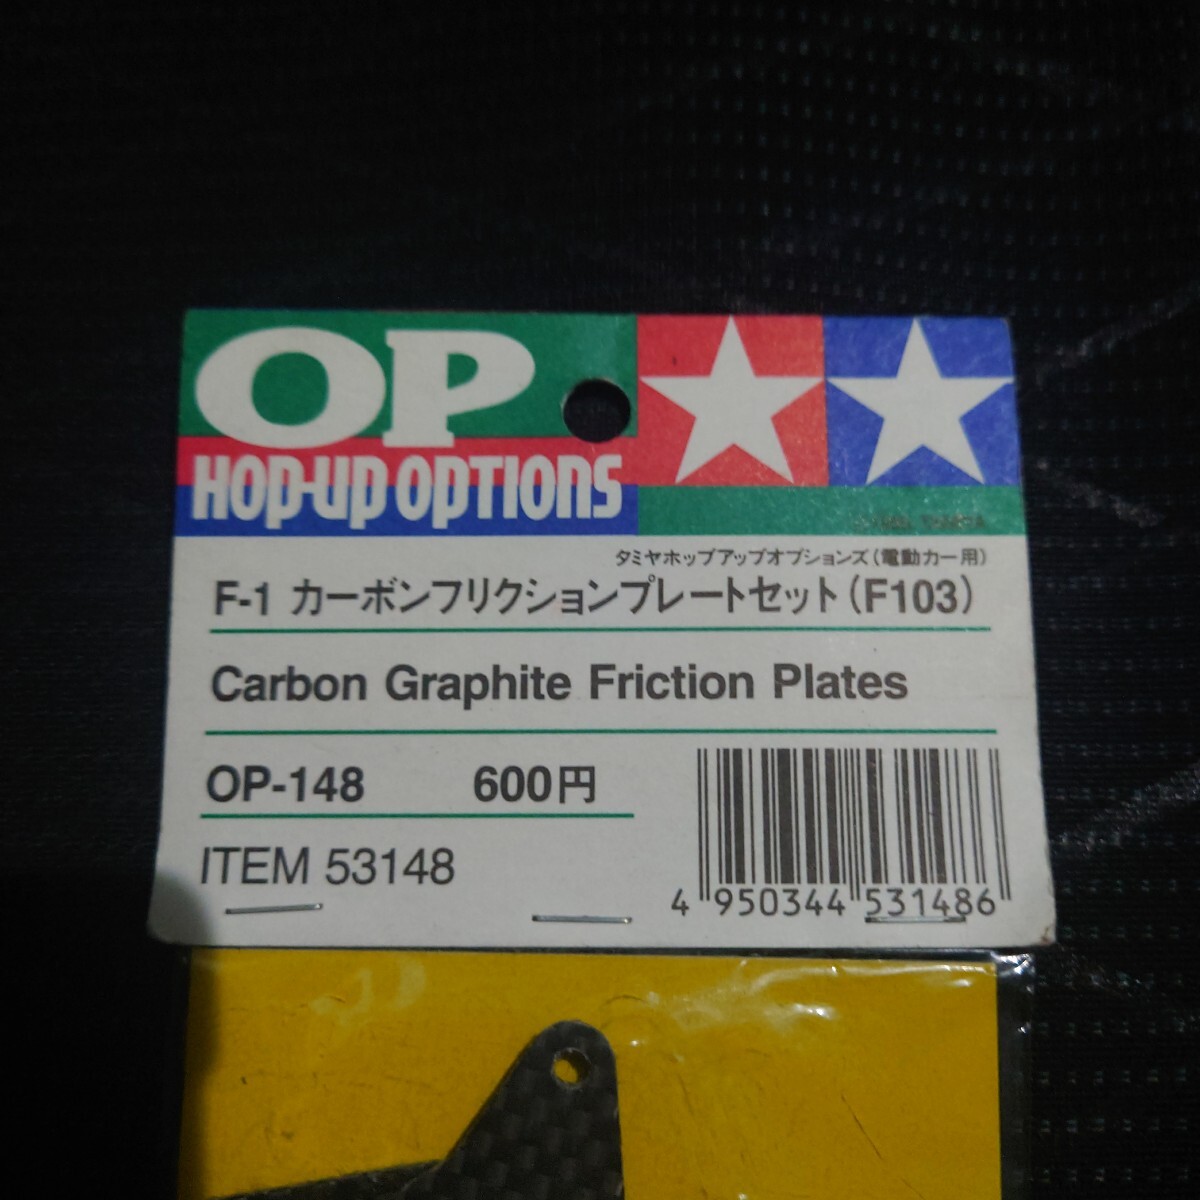 OP
HOP-UP OPTIONS
タミヤホップアップオプションズ(電動カー用)
F-1 カーボンフリクションプレートセット(F103)
Carbon Graphite Friction Plates
OP-148 600円
ITEM 53148
4 950344 531486